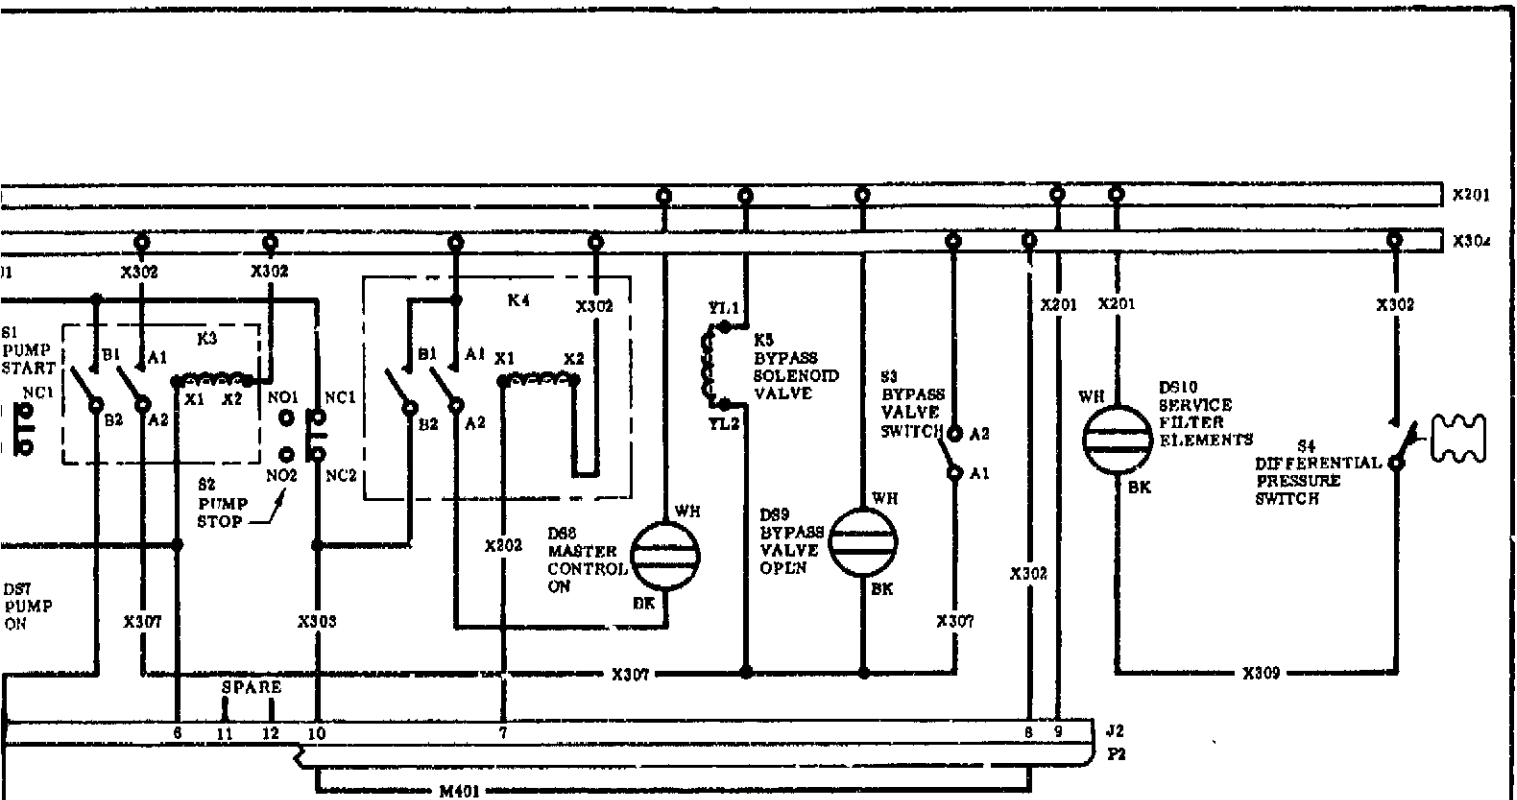 X201
X302
X302
K4
X302
X201
X201
X302
S1
PUMP
START
NC1
K3
B1
A1
X1
X2
B2
A2
NO1
NC1
NO2
NC2
S2
PUMP
STOP
B1
A1
X1
X2
B2
A2
YL1
K5
BYPASS
SOLENOID
VALVE
YL2
S3
BYPASS
VALVE
SWITCH
A2
A1
WH
DS10
SERVICE
FILTER
ELEMENTS
BK
S4
DIFFERENTIAL
PRESSURE
SWITCH
X202
DS8
MASTER
CONTROL
ON
WH
BK
DS9
BYPASS
VALVE
OPEN
WH
BK
X302
DS7
PUMP
ON
X307
X303
X307
X307
X309
SPARE
6
11
12
10
7
8
9
J2
P2
M401